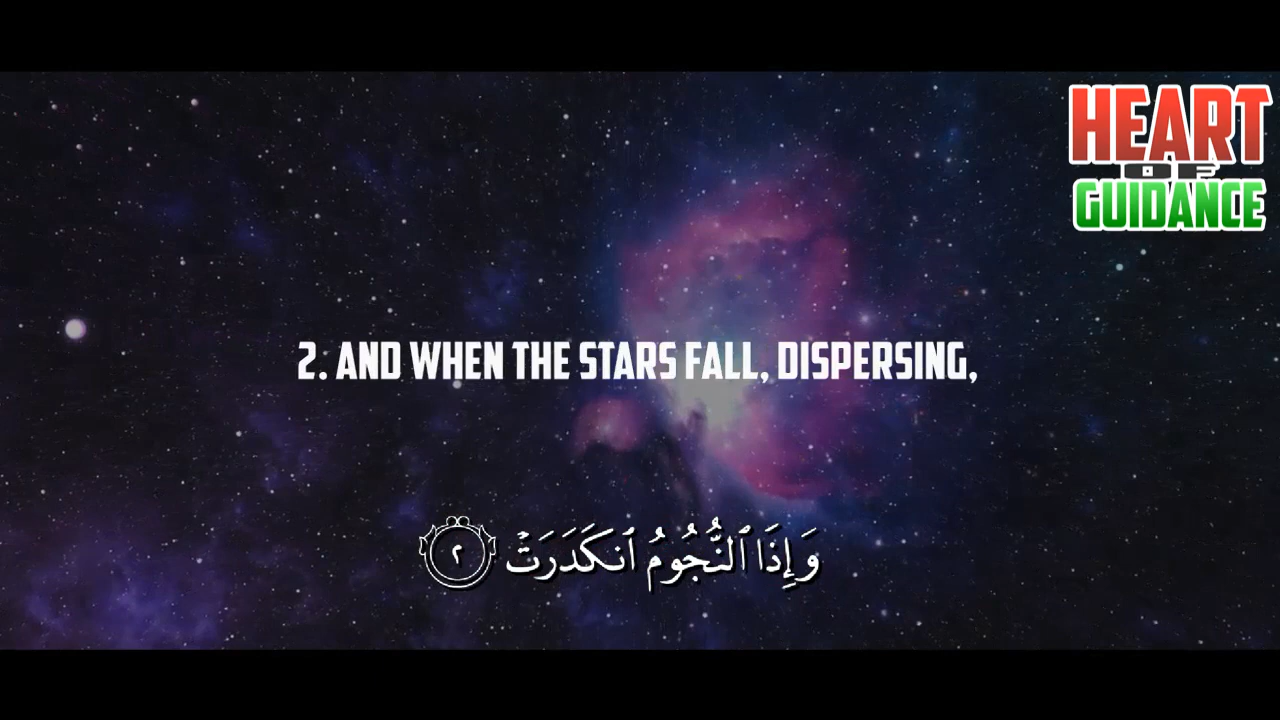 HEART
OF
GUIDANCE
2. AND WHEN THE STARS FALL, DISPERSING,
وَإِذَا ٱلنُّجُومُ ٱنكَدَرَتْ ٢